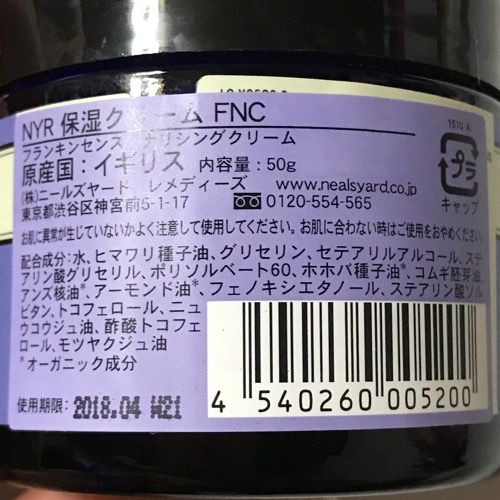 NYR 保湿クリーム FNC
フランキンセンス ナリシングクリーム
原産国:イギリス 内容量:50g
(株)ニールズヤード レメディーズ www.nealsyard.co.jp
東京都渋谷区神宮前5-1-17 0120-554-565
1510-A
プラ
キャップ
お肌に異常が生じていないかよく注意して使用してください。お肌に合わない時はご使用をおやめください。
配合成分:水、ヒマワリ種子油、グリセリン、セテアリルアルコール、ステ
アリン酸グリセリル、ポリソルベート60、ホホバ種子油*、コムギ胚芽油、
アンズ核油*、アーモンド油*、フェノキシエタノール、ステアリン酸ソル
ビタン、トコフェロール、ニュ
ウコウジュ油、酢酸トコフェ
ロール、モツヤクジュ油
*オーガニック成分
使用期限: 2018.04 W21
4 540260 005200